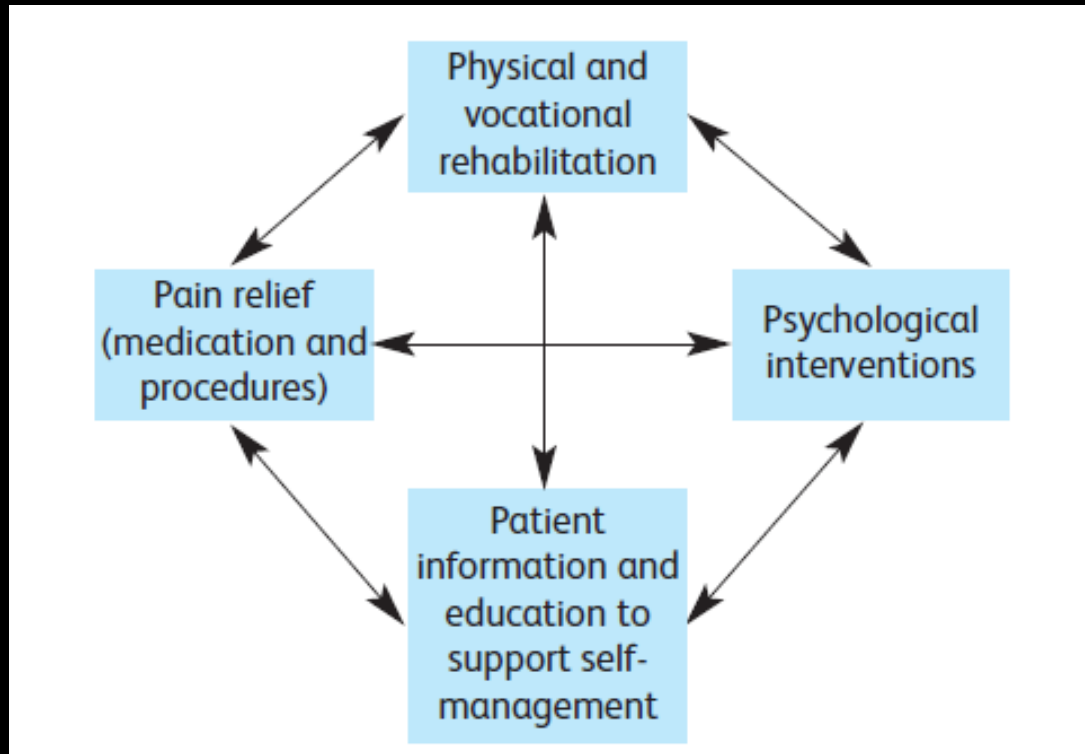 Physical and
vocational
rehabilitation
Pain relief
(medication and
procedures)
Psychological
interventions
Patient
information and
education to
support self-
management